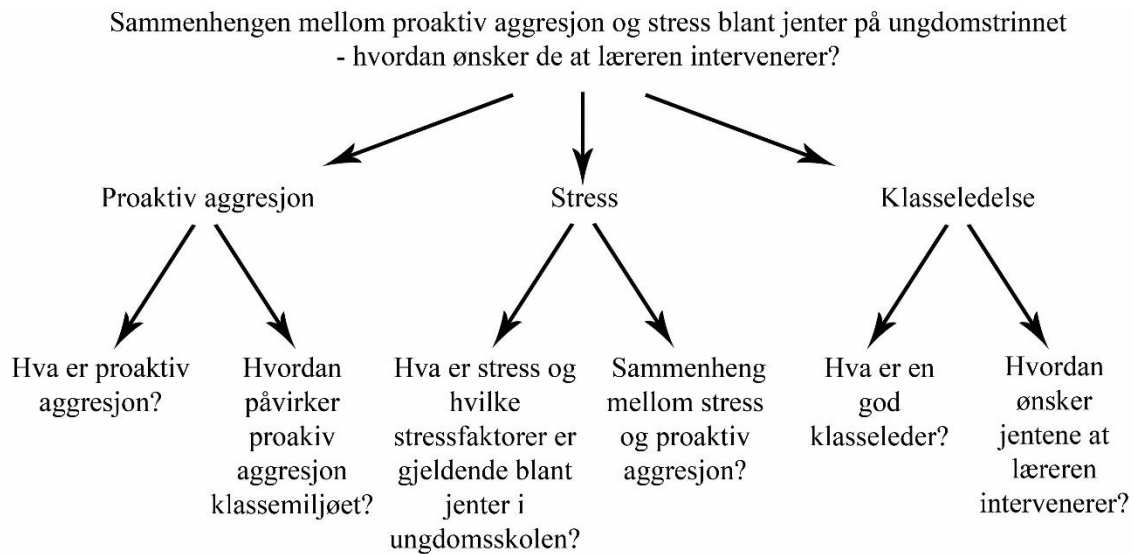 Sammenhengen mellom proaktiv aggresjon og stress blant jenter på ungdomstrinnet
- hvordan ønsker de at læreren intervenerer?
Proaktiv aggresjon
Stress
Klasseledelse
Hva er proaktiv
aggresjon?
Hvordan
påvirker
proakiv
aggresjon
klassemiljøet?
Hva er stress og
hvilke
stressfaktorer er
gjeldende blant
jenter i
ungdomsskolen?
Sammenheng
mellom stress
og proaktiv
aggresjon?
Hva er en
god
klasseleder?
Hvordan
ønsker
jentene at
læreren
intervenerer?